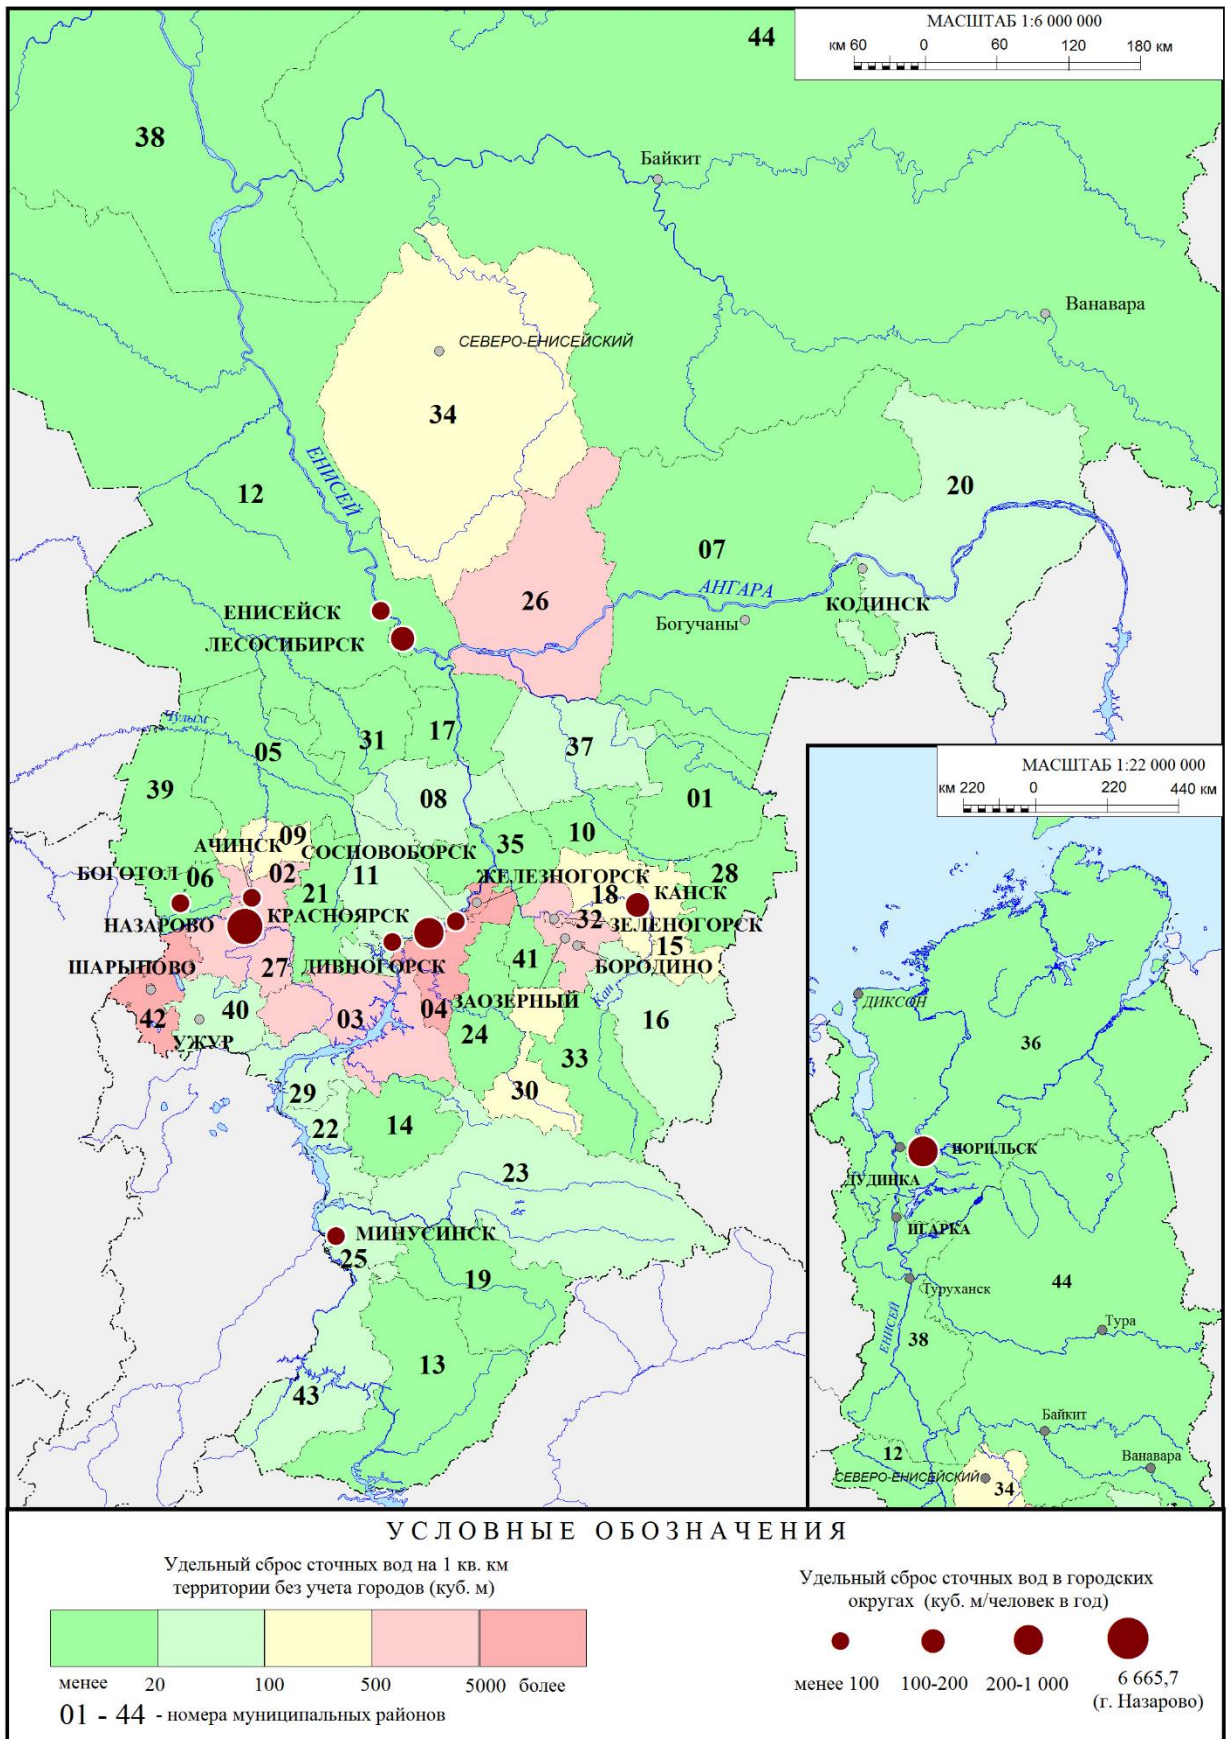 44
МАСШТАБ 1:6 000 000
км 60 0 60 120 180 км
38
Байкит
Ванавара
СЕВЕРО-ЕНИСЕЙСКИЙ
34
ЕНИСЕЙ
12
20
07
26
АНГАРА
КОДИНСК
Богучаны
ЕНИСЕЙСК
ЛЕСОСИБИРСК
Чулым
05
31
17
37
39
08
01
09
10
35
АЧИНСК
СОСНОВОБОРСК
БОГОТОЛ
06
02
21
11
ЖЕЛЕЗНОГОРСК
28
18
КАНСК
НАЗАРОВО
КРАСНОЯРСК
32
ЗЕЛЕНОГОРСК
15
ШАРЫПОВО
27
ДИВНОГОРСК
41
БОРОДИНО
ЗАОЗЕРНЫЙ
Кан
42
40
03
04
16
УЖУР
24
33
29
30
22
14
23
МИНУСИНСК
25
19
13
43
МАСШТАБ 1:22 000 000
км 220 0 220 440 км
ДИКСОН
36
НОРИЛЬСК
ДУДИНКА
ИГАРКА
Туруханск
44
ЕНИСЕЙ
38
Тура
Байкит
12
Ванавара
СЕВЕРО-ЕНИСЕЙСКИЙ
34
УСЛОВНЫЕ ОБОЗНАЧЕНИЯ
Удельный сброс сточных вод на 1 кв. км
территории без учета городов (куб. м)
менее 20 100 500 5000 более
01 - 44 - номера муниципальных районов
Удельный сброс сточных вод в городских
округах (куб. м/человек в год)
менее 100 100-200 200-1 000 6 665,7
(г. Назарово)